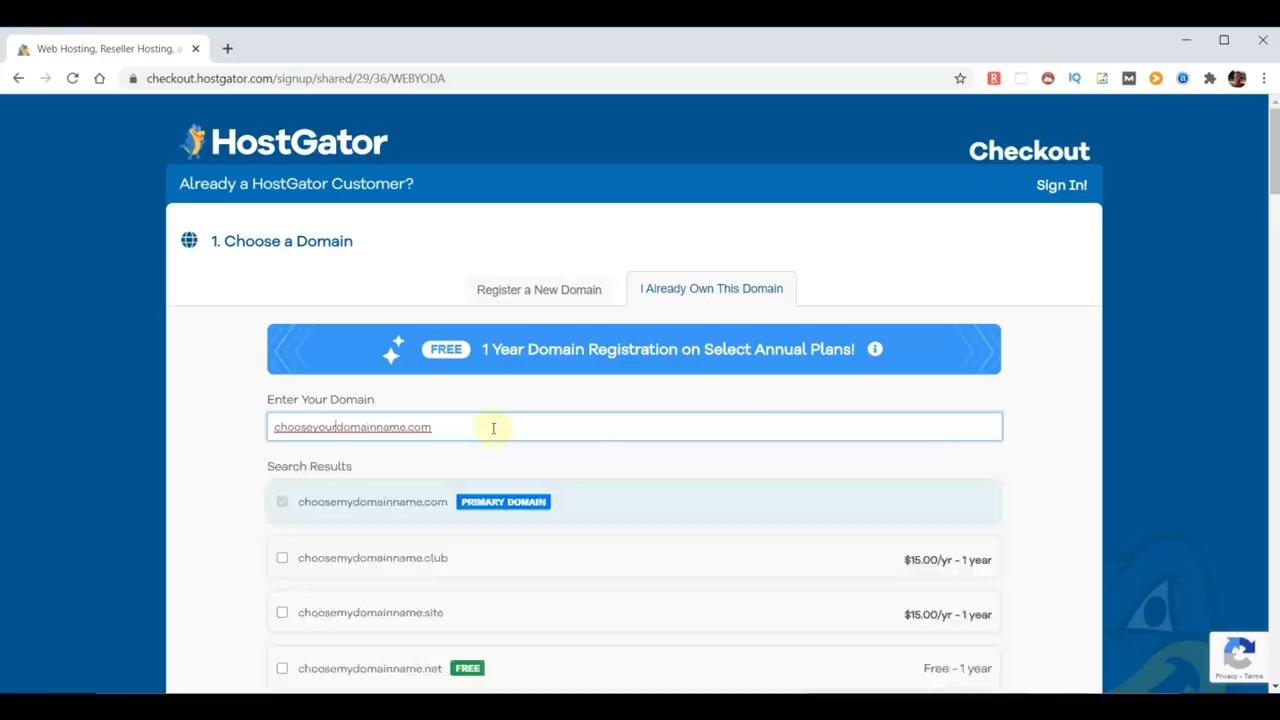 Web Hosting, Reseller Hosting, a
checkout.hostgator.com/signup/shared/29/36/WEBYODA
HostGator
Checkout
Already a HostGator Customer?
Sign In!
1. Choose a Domain
Register a New Domain
I Already Own This Domain
FREE 1 Year Domain Registration on Select Annual Plans!
Enter Your Domain
chooseyourdomainname.com
Search Results
choosemydomainname.com PRIMARY DOMAIN
choosemydomainname.club $15.00/yr - 1 year
choosemydomainname.site $15.00/yr - 1 year
choosemydomainname.net FREE Free - 1 year
Privacy - Terms